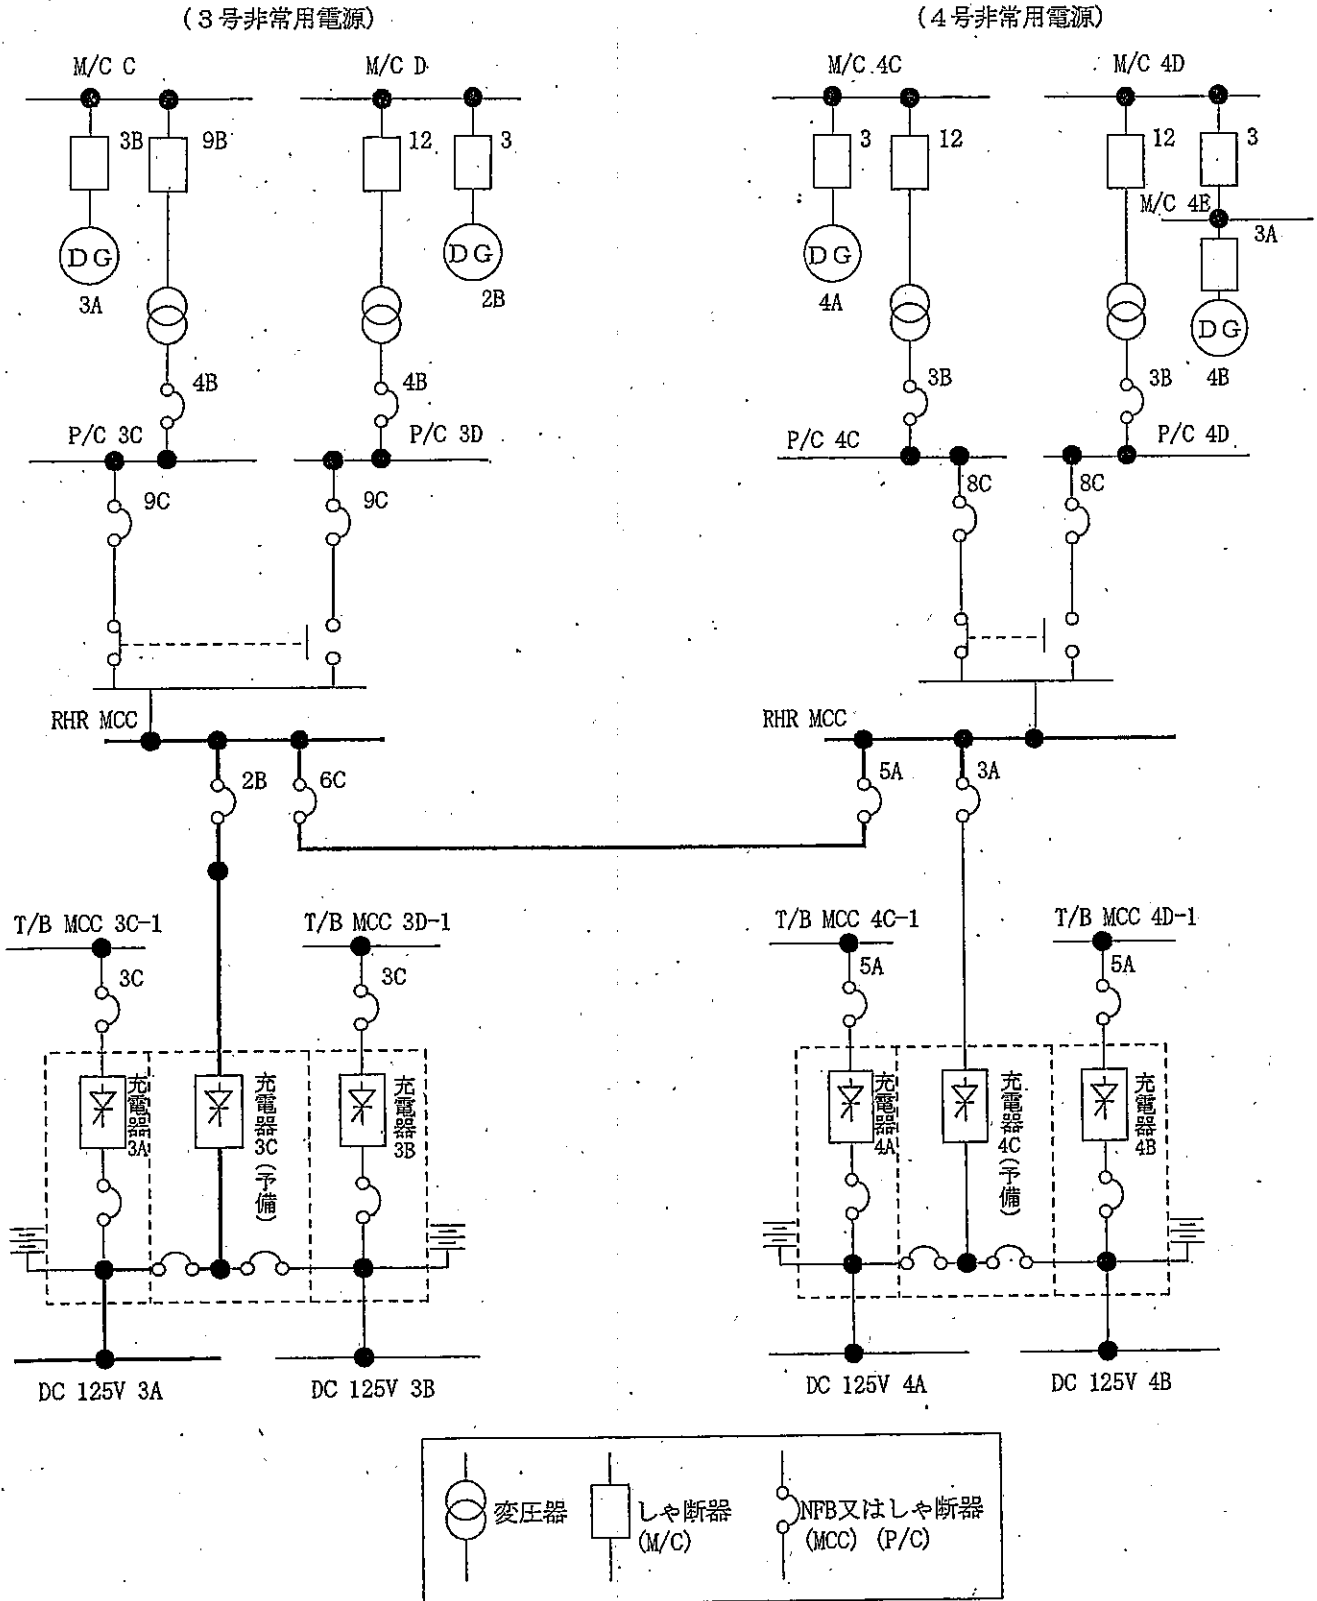 (3号非常用電源)
(4号非常用電源)
M/C C
M/C D
M/C 4C
M/C 4D
3B
9B
12
3
3
12
12
3
M/C 4E
3A
DG
DG
DG
DG
3A
2B
4A
4B
4B
4B
3B
3B
P/C 3C
P/C 3D
P/C 4C
P/C 4D
9C
9C
8C
8C
RHR MCC
RHR MCC
2B
6C
5A
3A
T/B MCC 3C-1
T/B MCC 3D-1
T/B MCC 4C-1
T/B MCC 4D-1
3C
3C
5A
5A
充電器3A
充電器3C(予備)
充電器3B
充電器4A
充電器4C(予備)
充電器4B
DC 125V 3A
DC 125V 3B
DC 125V 4A
DC 125V 4B
変圧器
しゃ断器
(M/C)
NFB又はしゃ断器
(MCC) (P/C)